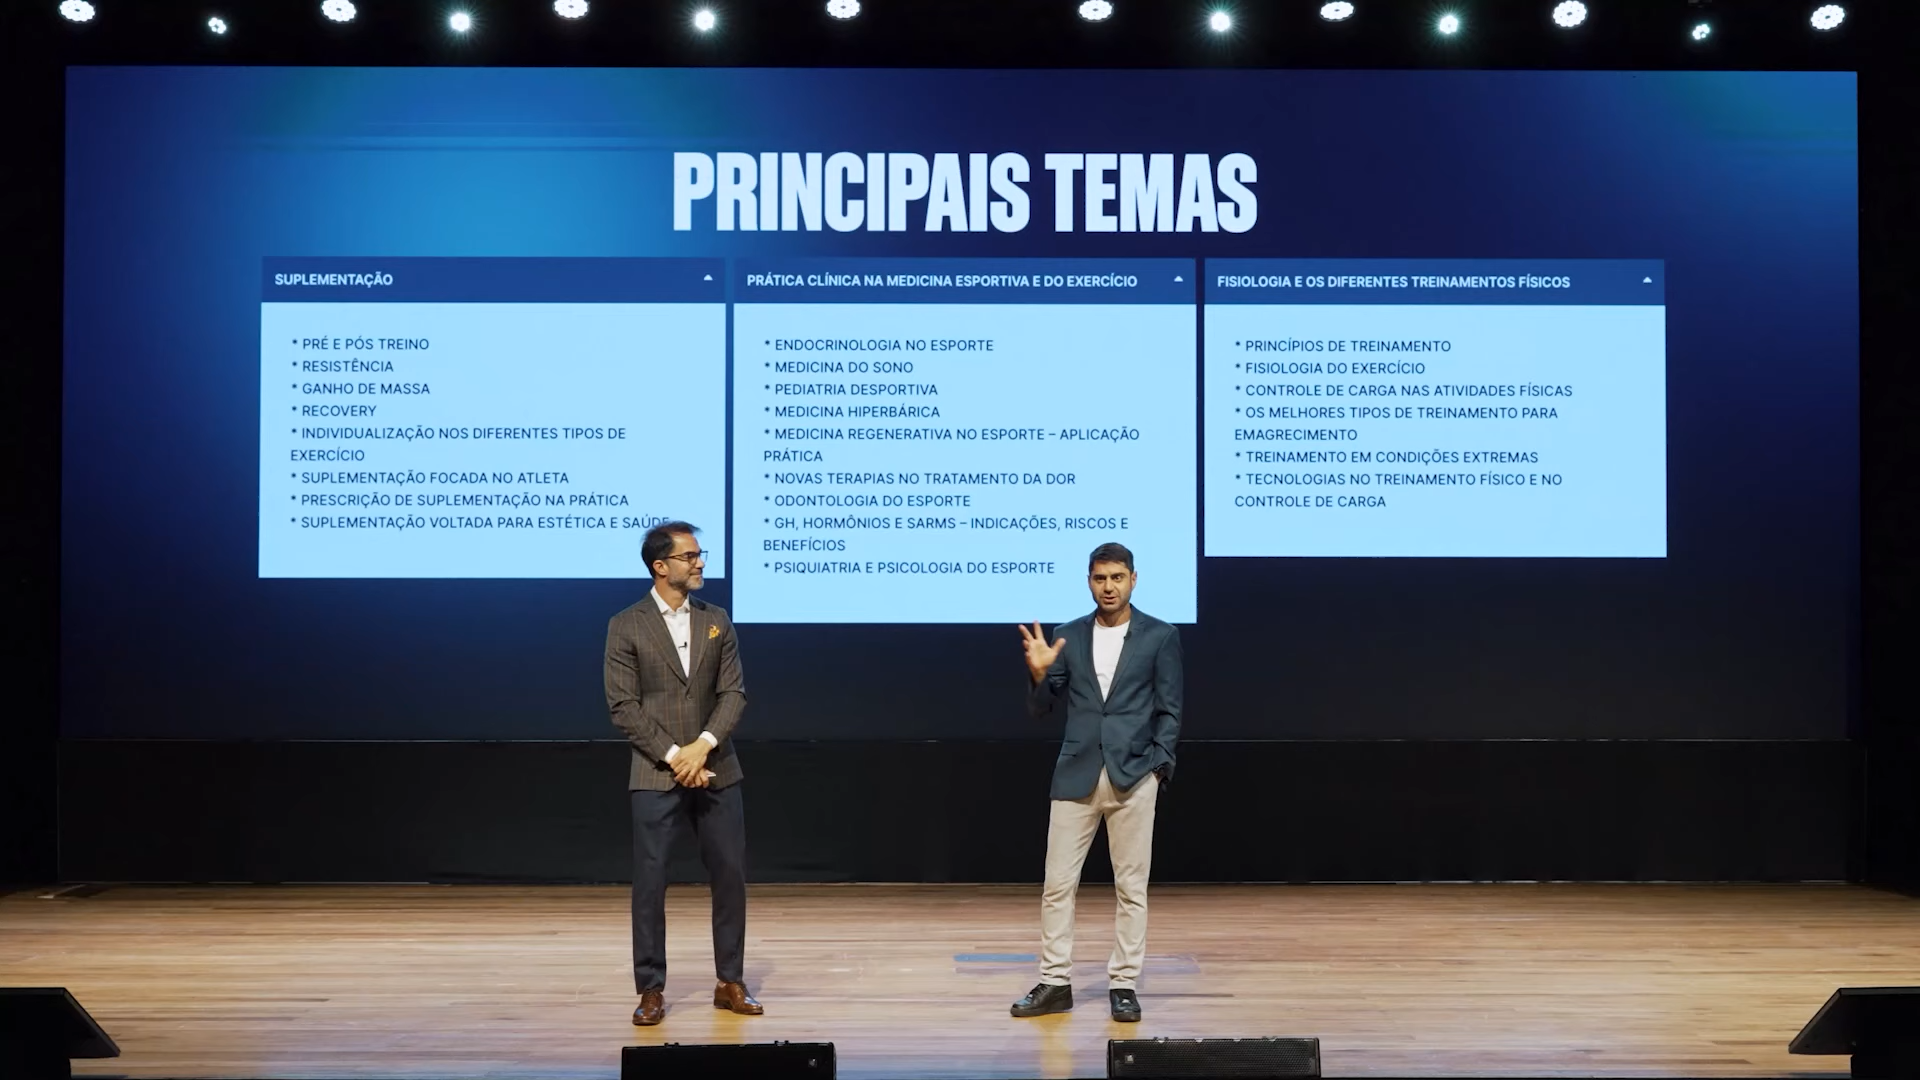 PRINCIPAIS TEMAS
SUPLEMENTAÇÃO
* PRÉ E PÓS TREINO
* RESISTÊNCIA
* GANHO DE MASSA
* RECOVERY
* INDIVIDUALIZAÇÃO NOS DIFERENTES TIPOS DE
EXERCÍCIO
* SUPLEMENTAÇÃO FOCADA NO ATLETA
* PRESCRIÇÃO DE SUPLEMENTAÇÃO NA PRÁTICA
* SUPLEMENTAÇÃO VOLTADA PARA ESTÉTICA E SAÚDE
PRÁTICA CLÍNICA NA MEDICINA ESPORTIVA E DO EXERCÍCIO
* ENDOCRINOLOGIA NO ESPORTE
* MEDICINA DO SONO
* PEDIATRIA DESPORTIVA
* MEDICINA HIPERBÁRICA
* MEDICINA REGENERATIVA NO ESPORTE – APLICAÇÃO
PRÁTICA
* NOVAS TERAPIAS NO TRATAMENTO DA DOR
* ODONTOLOGIA DO ESPORTE
* GH, HORMÔNIOS E SARMS – INDICAÇÕES, RISCOS E
BENEFÍCIOS
* PSIQUIATRIA E PSICOLOGIA DO ESPORTE
FISIOLOGIA E OS DIFERENTES TREINAMENTOS FÍSICOS
* PRINCÍPIOS DE TREINAMENTO
* FISIOLOGIA DO EXERCÍCIO
* CONTROLE DE CARGA NAS ATIVIDADES FÍSICAS
* OS MELHORES TIPOS DE TREINAMENTO PARA
EMAGRECIMENTO
* TREINAMENTO EM CONDIÇÕES EXTREMAS
* TECNOLOGIAS NO TREINAMENTO FÍSICO E NO
CONTROLE DE CARGA